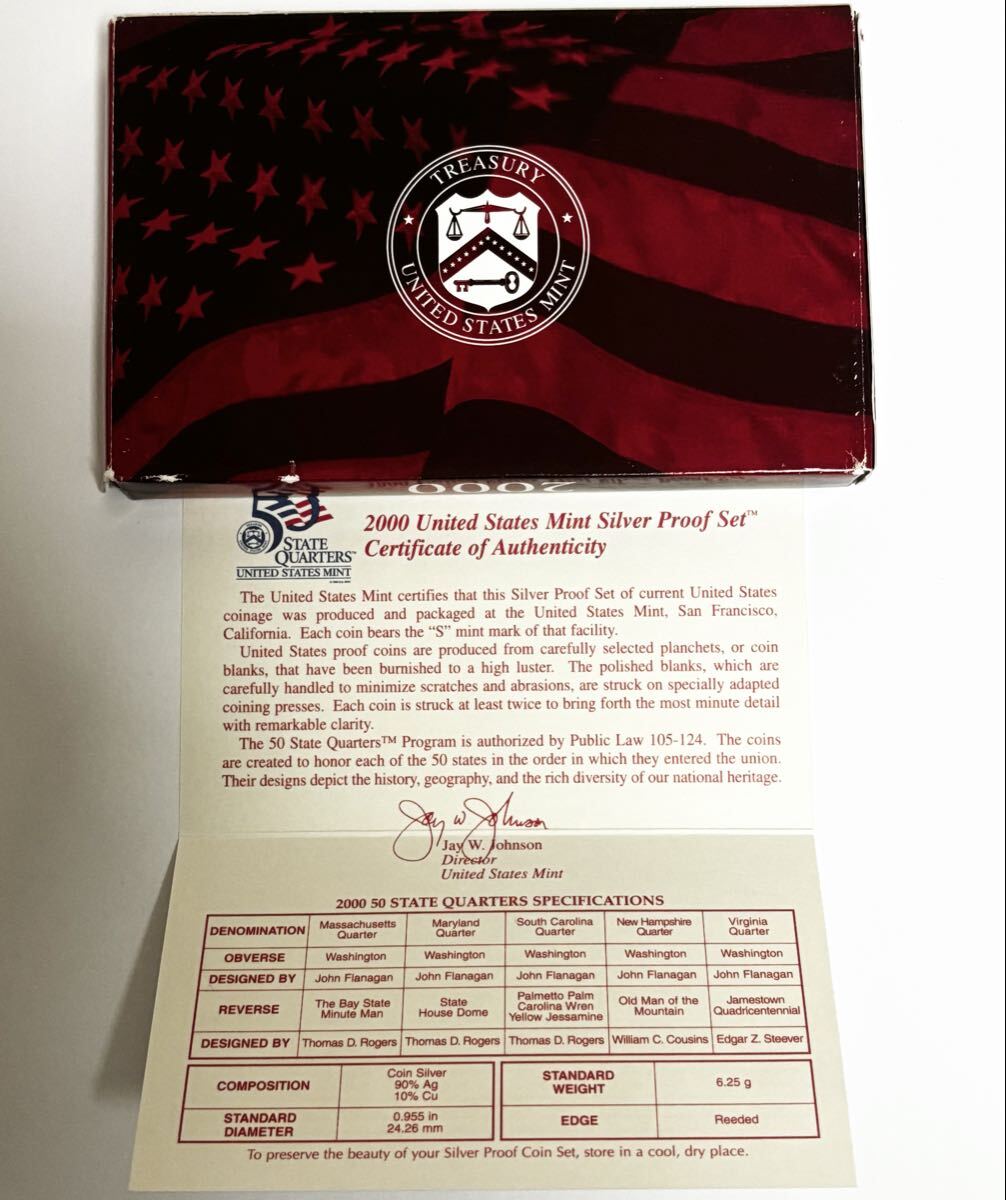 TREASURY
UNITED STATES MINT
2000
50
STATE
QUARTERS™
UNITED STATES MINT
2000 United States Mint Silver Proof Set™
Certificate of Authenticity
The United States Mint certifies that this Silver Proof Set of current United States
coinage was produced and packaged at the United States Mint, San Francisco,
California. Each coin bears the “S” mint mark of that facility.
United States proof coins are produced from carefully selected planchets, or coin
blanks, that have been burnished to a high luster. The polished blanks, which are
carefully handled to minimize scratches and abrasions, are struck on specially adapted
coining presses. Each coin is struck at least twice to bring forth the most minute detail
with remarkable clarity.
The 50 State Quarters™ Program is authorized by Public Law 105-124. The coins
are created to honor each of the 50 states in the order in which they entered the union.
Their designs depict the history, geography, and the rich diversity of our national heritage.
Jay W Johnson
Jay W. Johnson
Director
United States Mint
2000 50 STATE QUARTERS SPECIFICATIONS
DENOMINATION Massachusetts Quarter Maryland Quarter South Carolina Quarter New Hampshire Quarter Virginia Quarter
OBVERSE Washington Washington Washington Washington Washington
DESIGNED BY John Flanagan John Flanagan John Flanagan John Flanagan John Flanagan
REVERSE The Bay State Minute Man State House Dome Palmetto Palm Carolina Wren Yellow Jessamine Old Man of the Mountain Jamestown Quadricentennial
DESIGNED BY Thomas D. Rogers Thomas D. Rogers Thomas D. Rogers William C. Cousins Edgar Z. Steever
COMPOSITION Coin Silver 90% Ag 10% Cu
STANDARD DIAMETER 0.955 in 24.26 mm
STANDARD WEIGHT 6.25 g
EDGE Reeded
To preserve the beauty of your Silver Proof Coin Set, store in a cool, dry place.